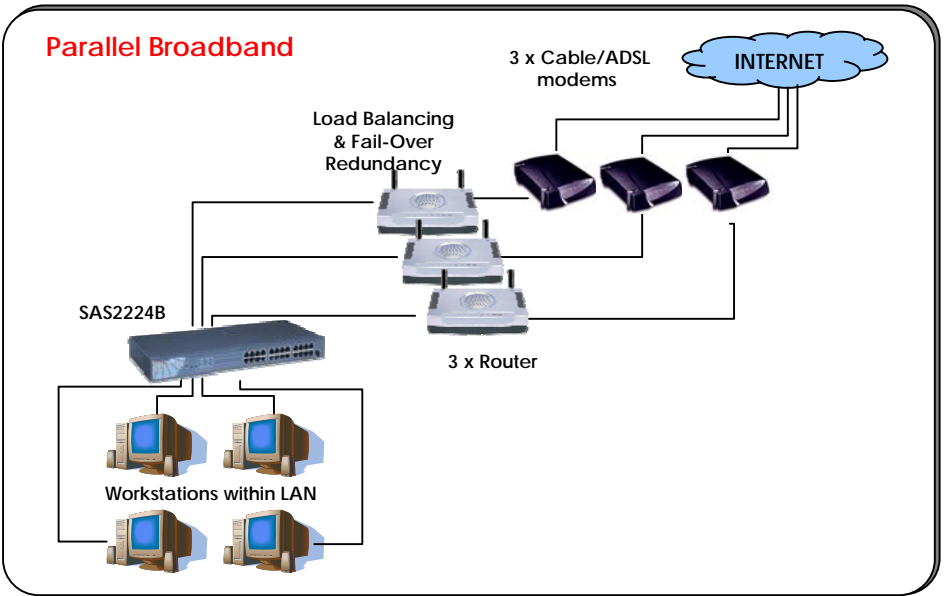 Parallel Broadband
3 x Cable/ADSL
modems
INTERNET
Load Balancing
& Fail-Over
Redundancy
SAS2224B
3 x Router
Workstations within LAN